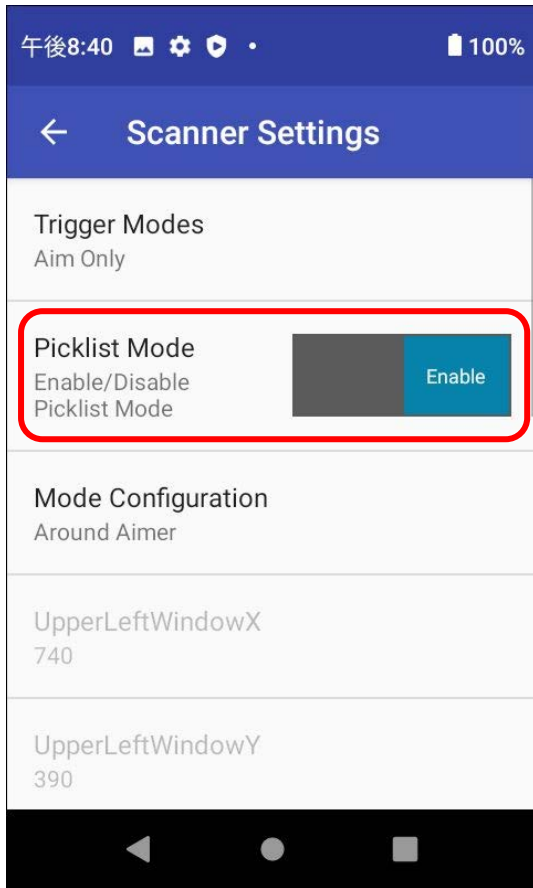 午後8:40 100%
Scanner Settings
Trigger Modes
Aim Only
Picklist Mode
Enable/Disable
Picklist Mode
Enable
Mode Configuration
Around Aimer
UpperLeftWindowX
740
UpperLeftWindowY
390